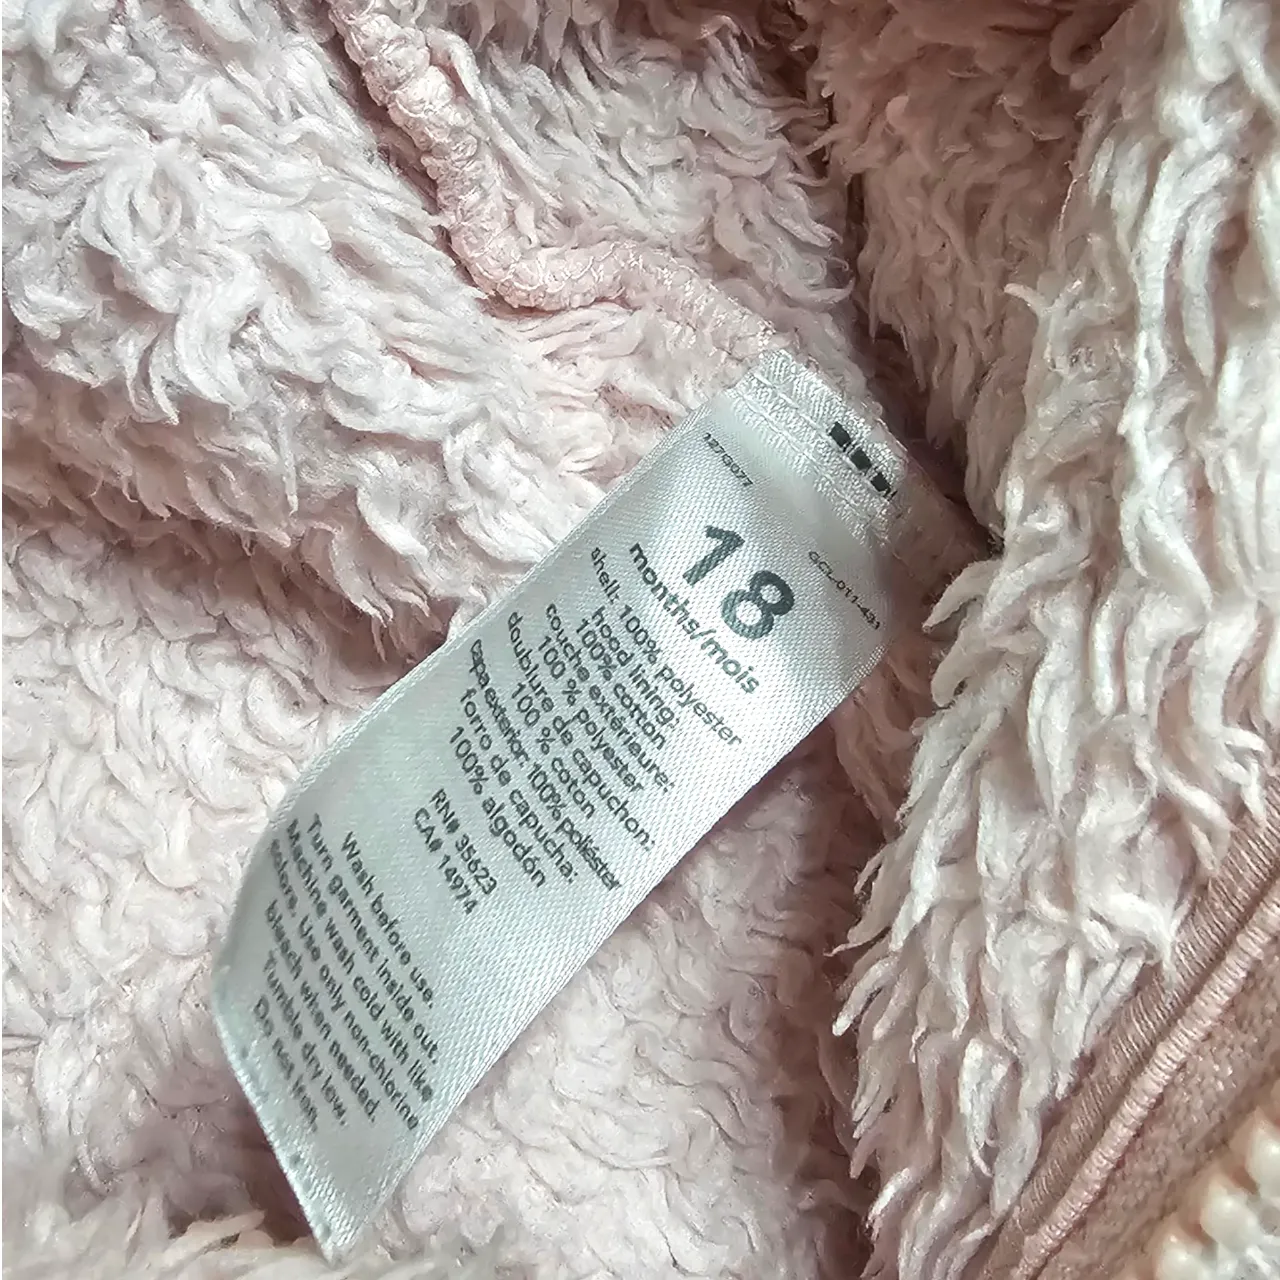 18
months/mois
shell: 100% polyester
hood lining:
100% cotton
couche extérieure:
100 % polyester
doublure de capuchon:
100 % coton
capa exterior: 100% poliéster
forro de capucha:
100% algodón
RN# 35623
CA# 14974
Wash before use.
Turn garment inside out.
Machine wash cold with like
colors. Use only non-chlorine
bleach when needed.
Tumble dry low.
Do not iron.